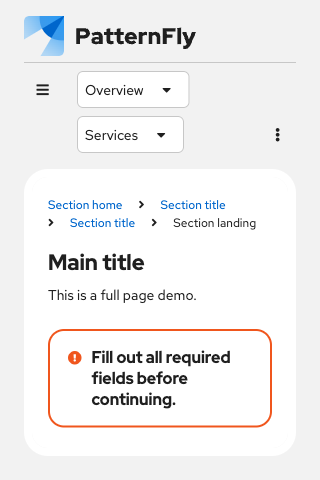 PatternFly
Overview
Services
Section home Section title
Section title Section landing
Main title
This is a full page demo.
Fill out all required
fields before
continuing.